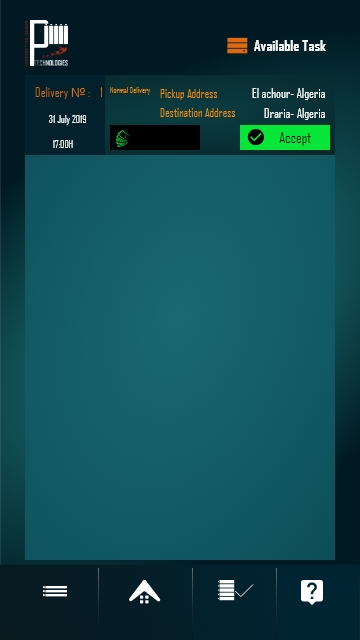 TECHNOLOGIES
Available Task
Delivery Nº : 1
Normal Delivery
Pickup Address
El achour- Algeria
31 July 2019
Destination Address
Draria- Algeria
17:00H
Accept